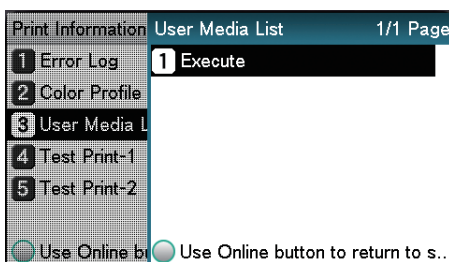 Print Information
1 Error Log
2 Color Profile
3 User Media L
4 Test Print-1
5 Test Print-2
Use Online bu
User Media List 1/1 Page
1 Execute
Use Online button to return to s..